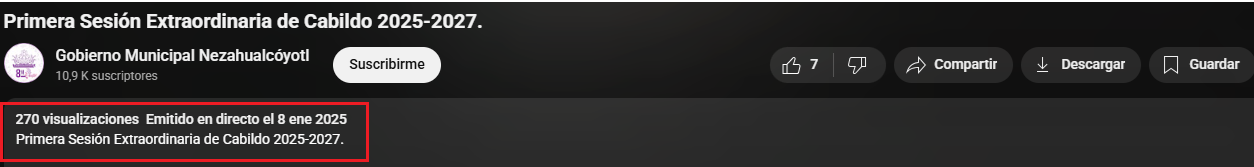 Primera Sesión Extraordinaria de Cabildo 2025-2027.
Gobierno Municipal Nezahualcóyotl
10,9 K suscriptores
Suscribirme
7
Compartir
Descargar
Guardar
270 visualizaciones Emitido en directo el 8 ene 2025
Primera Sesión Extraordinaria de Cabildo 2025-2027.